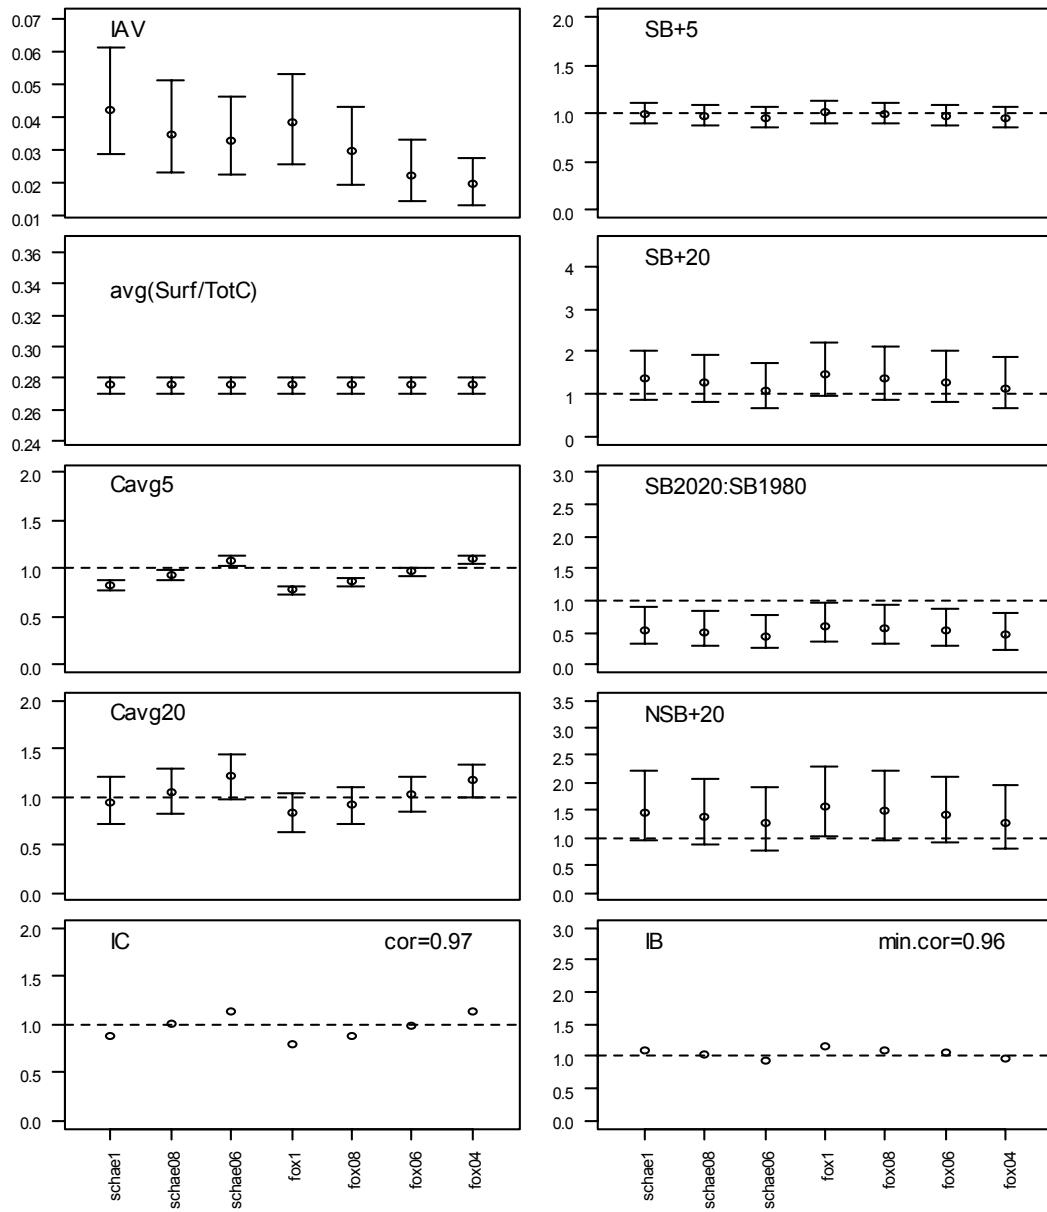 IAV
0.07
0.06
0.05
0.04
0.03
0.02
0.01
SB+5
2.0
1.5
1.0
0.5
0.0
avg(Surf/TotC)
0.36
0.34
0.32
0.30
0.28
0.26
0.24
SB+20
4
3
2
1
0
Cavg5
2.0
1.5
1.0
0.5
0.0
SB2020:SB1980
3.0
2.5
2.0
1.5
1.0
0.5
0.0
Cavg20
2.0
1.5
1.0
0.5
0.0
NSB+20
3.5
3.0
2.5
2.0
1.5
1.0
0.5
0.0
IC cor=0.97
2.0
1.5
1.0
0.5
0.0
IB min.cor=0.96
3.0
2.5
2.0
1.5
1.0
0.5
0.0
schae1
schae08
schae06
fox1
fox08
fox06
fox04
schae1
schae08
schae06
fox1
fox08
fox06
fox04